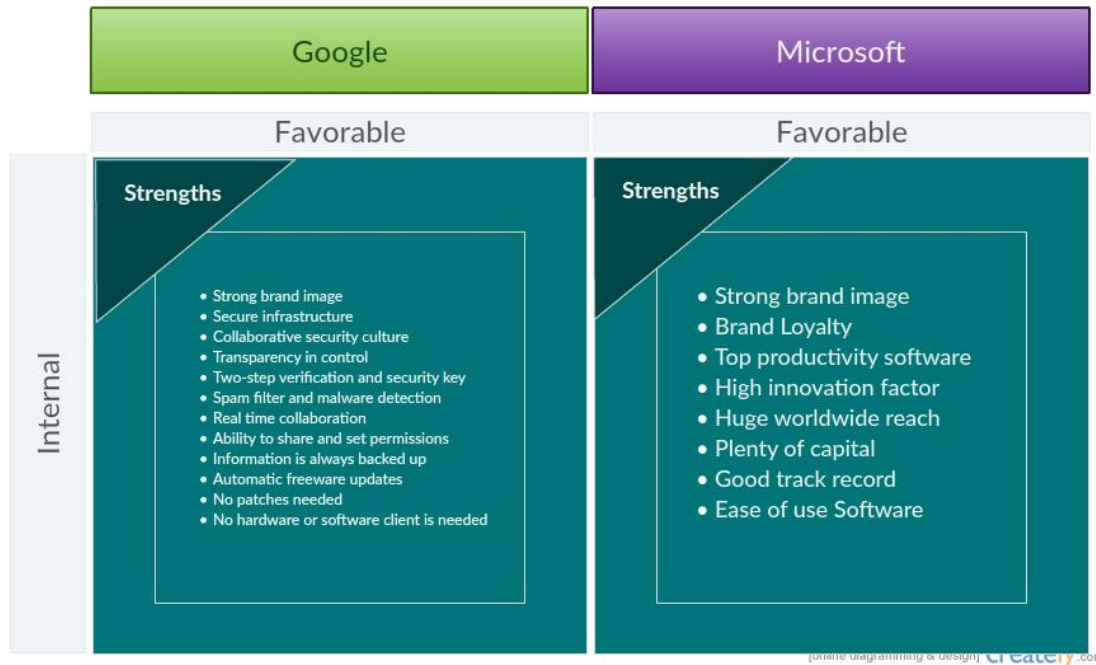 Google
Microsoft
Favorable
Favorable
Internal
Strengths
• Strong brand image
• Secure infrastructure
• Collaborative security culture
• Transparency in control
• Two-step verification and security key
• Spam filter and malware detection
• Real time collaboration
• Ability to share and set permissions
• Information is always backed up
• Automatic freeware updates
• No patches needed
• No hardware or software client is needed
Strengths
• Strong brand image
• Brand Loyalty
• Top productivity software
• High innovation factor
• Huge worldwide reach
• Plenty of capital
• Good track record
• Ease of use Software
[online diagramming & design] creately.com